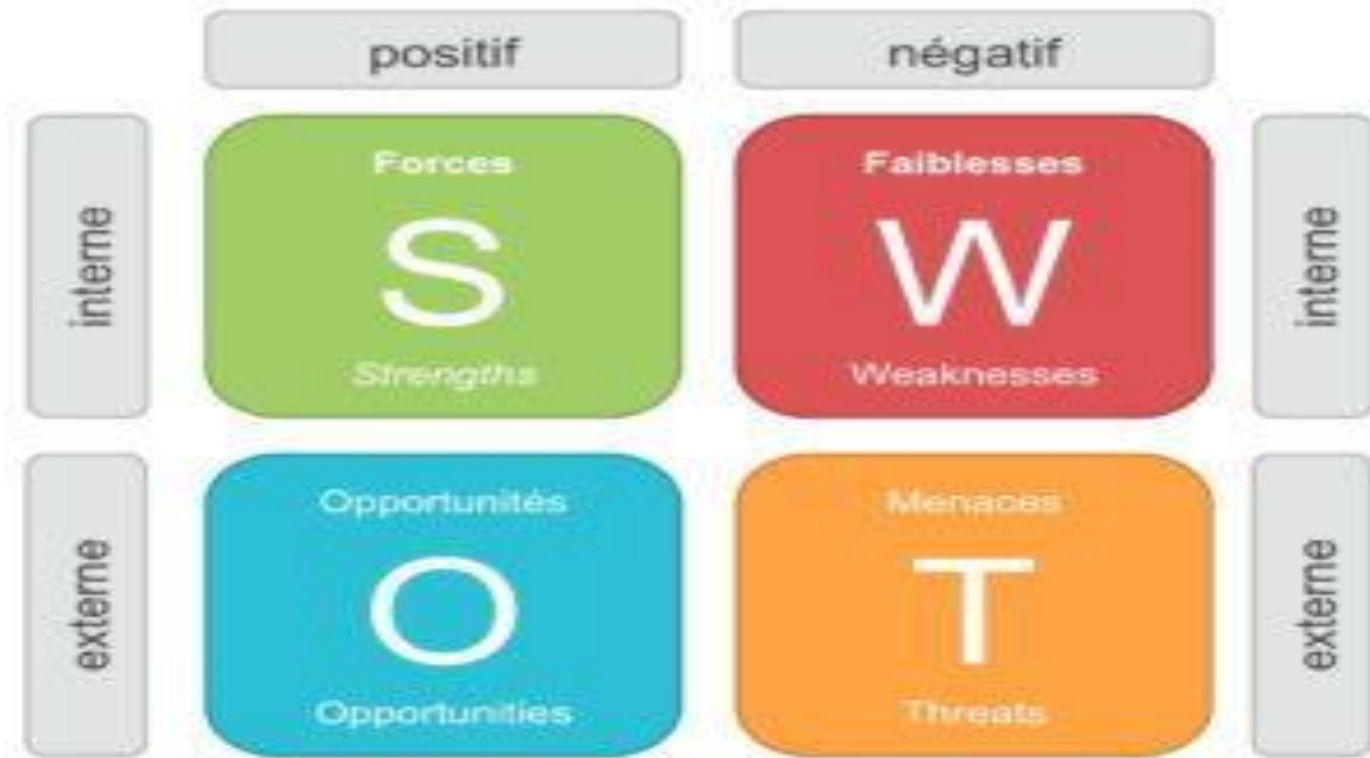 positif
négatif
interne
Forces
S
Strengths
Faiblesses
W
Weaknesses
interne
externe
Opportunités
O
Opportunities
Menaces
T
Threats
externe